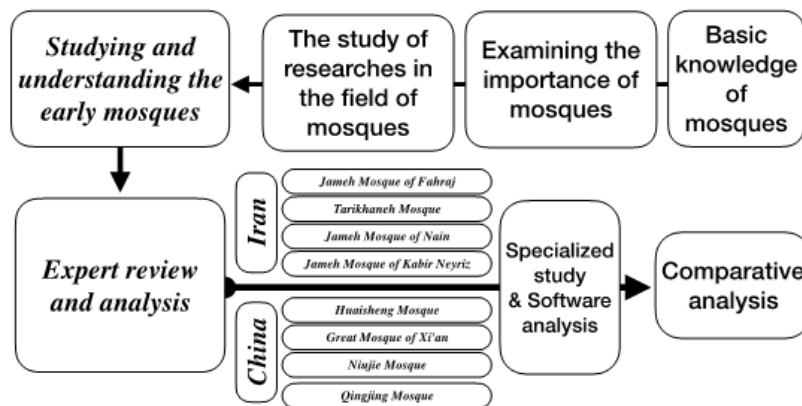 Studying and
understanding the
early mosques
The study of
researches in
the field of
mosques
Examining the
importance of
mosques
Basic
knowledge
of
mosques
Expert review
and analysis
Iran
Jameh Mosque of Fahraj
Tarikhaneh Mosque
Jameh Mosque of Nain
Jameh Mosque of Kabir Neyriz
China
Huaisheng Mosque
Great Mosque of Xi'an
Niujie Mosque
Qingjing Mosque
Specialized
study
& Software
analysis
Comparative
analysis